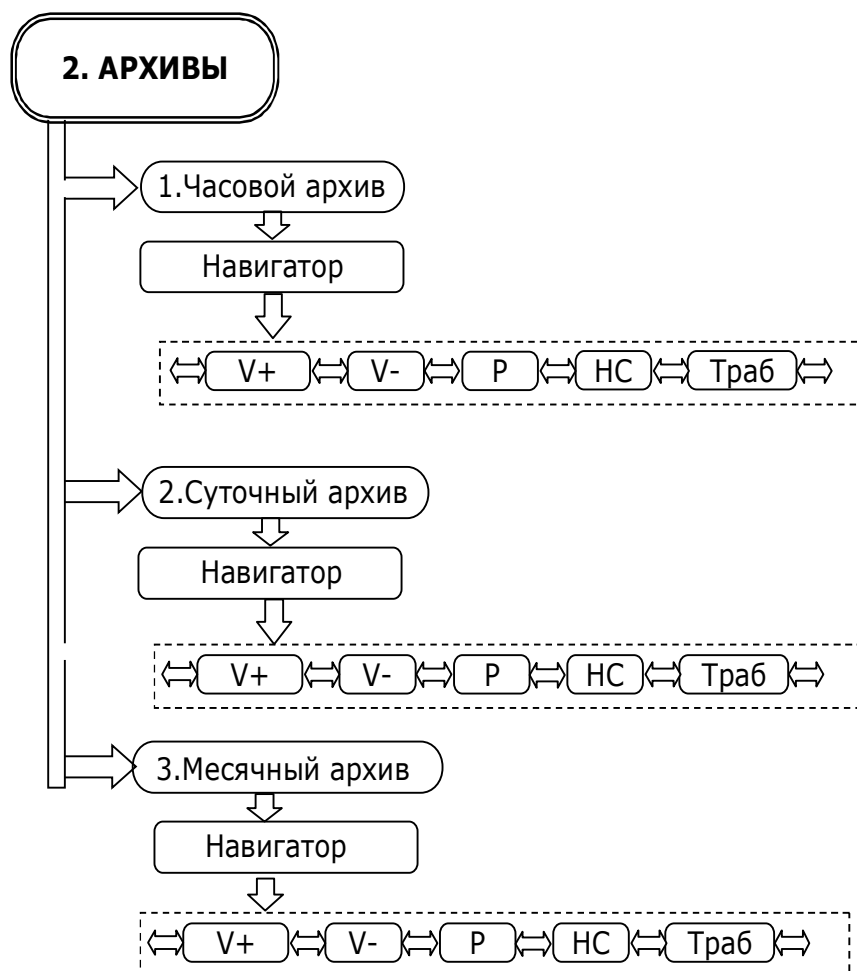 2. АРХИВЫ
1.Часовой архив
Навигатор
V+ V- P НС Траб
2.Суточный архив
Навигатор
V+ V- P НС Траб
3.Месячный архив
Навигатор
V+ V- P НС Траб